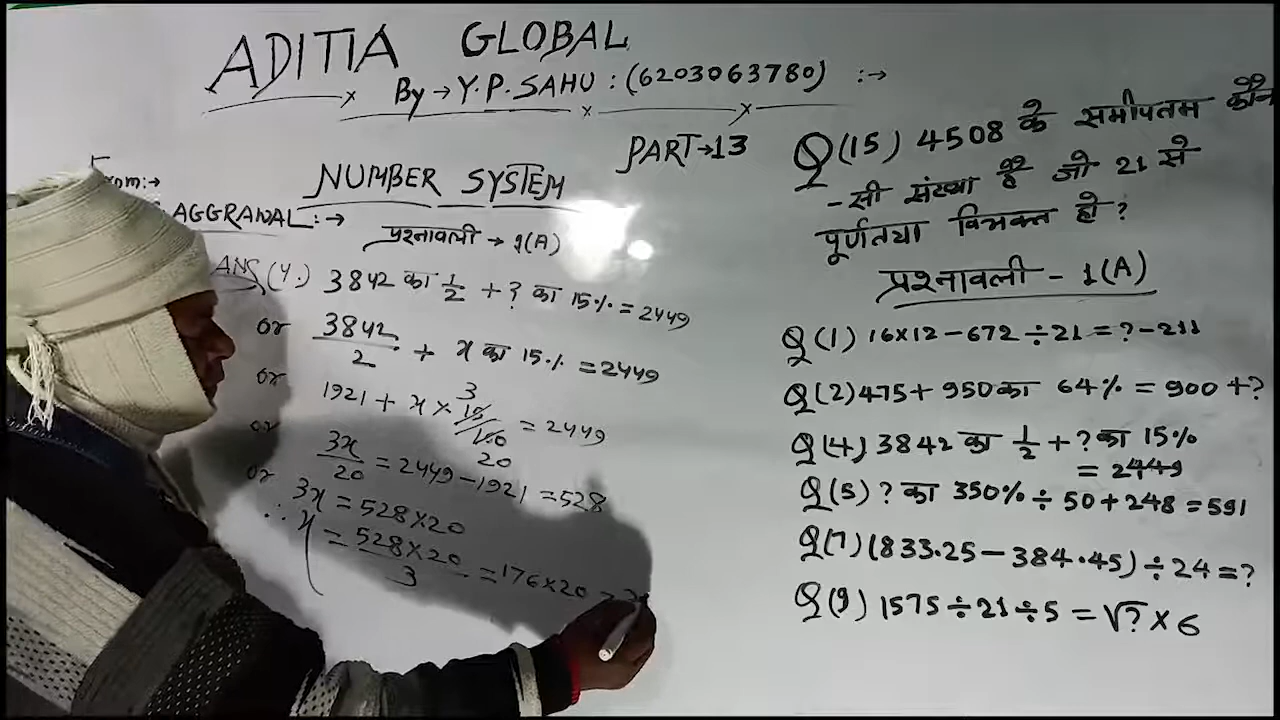 ADITIA GLOBAL
By → Y.P. SAHU : (6203063780) :→
PART→13
NUMBER SYSTEM
AGGRAWAL :→
प्रश्नावली → 1(A)
ANS (4.) 3842 का 1/2 + ? का 15% = 2449
or 3842/2 + x का 15% = 2449
or 1921 + x × 15/100 = 2449
3
20
or 3x/20 = 2449 - 1921 = 528
or 3x = 528×20
∴ x = 528×20/3 = 176×20 =
Q(15) 4508 के समीपतम कौन
-सी संख्या है जो 21 से
पूर्णतया विभक्त हो ?
प्रश्नावली - 1(A)
Q(1) 16×12 - 672 ÷ 21 = ? - 211
Q(2) 475 + 950 का 64% = 900 + ?
Q(4) 3842 का 1/2 + ? का 15%
= 2449
Q(5) ? का 350% ÷ 50 + 248 = 591
Q(7) (833.25 - 384.45) ÷ 24 = ?
Q(9) 1575 ÷ 21 ÷ 5 = √? × 6